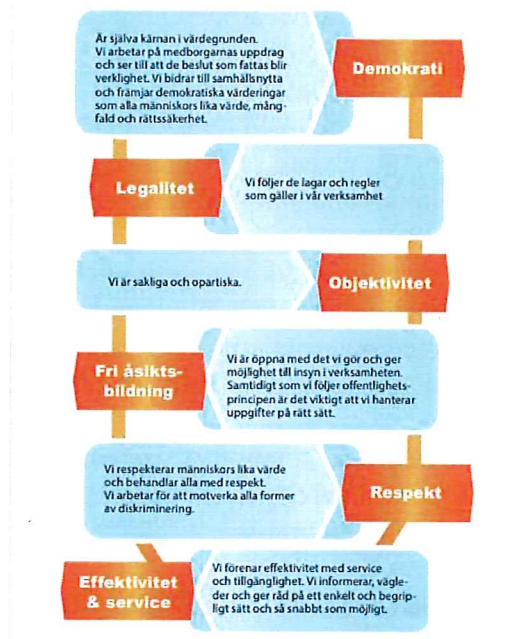 Är själva kärnan i värdegrunden.
Vi arbetar på medborgarnas uppdrag
och ser till att de beslut som fattas blir
verklighet. Vi bidrar till samhällsnytta
och främjar demokratiska värderingar
som alla människors lika värde, mång-
fald och rättssäkerhet.
Demokrati
Legalitet
Vi följer de lagar och regler
som gäller i vår verksamhet
Vi är sakliga och opartiska.
Objektivitet
Fri åsikts-
bildning
Vi är öppna med det vi gör och ger
möjlighet till insyn i verksamheten.
Samtidigt som vi följer offentlighets-
principen är det viktigt att vi hanterar
uppgifter på rätt sätt.
Vi respekterar människors lika värde
och behandlar alla med respekt.
Vi arbetar för att motverka alla former
av diskriminering.
Respekt
Effektivitet
& service
Vi förenar effektivitet med service
och tillgänglighet. Vi informerar, vägle-
der och ger råd på ett enkelt och begrip-
ligt sätt och så snabbt som möjligt.